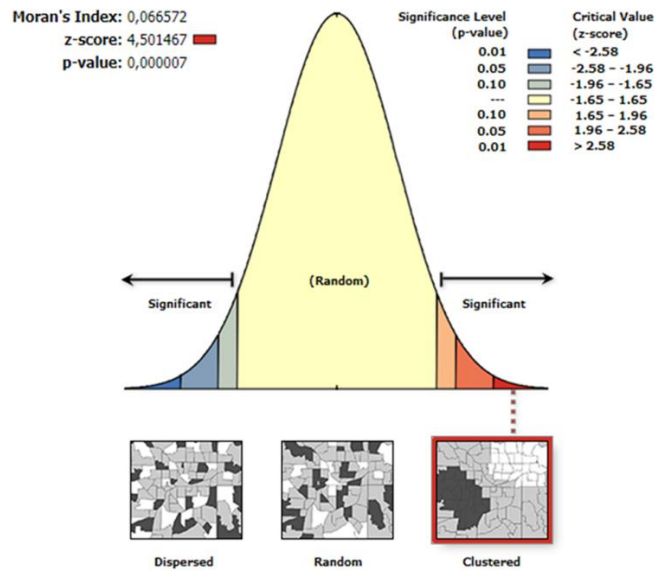 Moran's Index: 0,066572
z-score: 4,501467
p-value: 0,000007
Significance Level
(p-value)
Critical Value
(z-score)
0.01 < -2.58
0.05 -2.58 – -1.96
0.10 -1.96 – -1.65
--- -1.65 – 1.65
0.10 1.65 – 1.96
0.05 1.96 – 2.58
0.01 > 2.58
(Random)
Significant
Significant
Dispersed
Random
Clustered